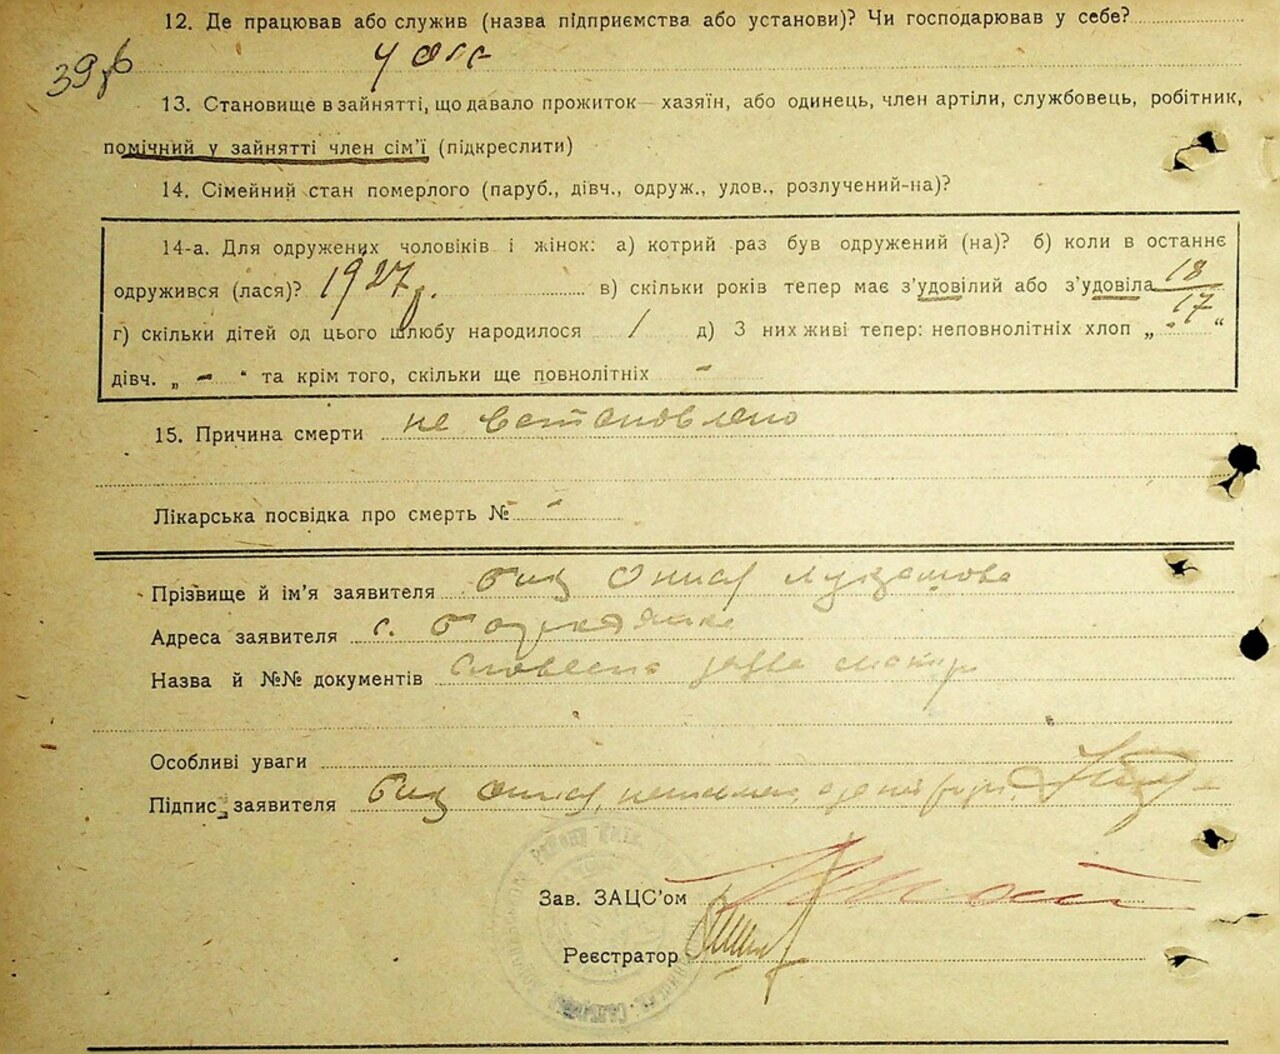 12. Де працював або служив (назва підприємства або установи)? Чи господарював у себе?
13. Становище в зайнятті, що давало прожиток — хазяїн, або одинець, член артіли, службовець, робітник,
помічний у зайнятті член сім'ї (підкреслити)
14. Сімейний стан померлого (паруб., дівч., одруж., удов., розлучений-на)?
14-а. Для одружених чоловіків і жінок: а) котрий раз був одружений (на)? б) коли в останнє
одружився (лася)? 1927 р. в) скільки років тепер має з'удовілий або з'удовіла 18
17
г) скільки дітей од цього шлюбу народилося / д) З них живі тепер: неповнолітніх хлоп „ - “
дівч. „ - “ та крім того, скільки ще повнолітніх -
15. Причина смерти не встановлено
Лікарська посвідка про смерть № -
Прізвище й ім'я заявителя
Адреса заявителя с.
Назва й №№ документів Словесна заява
Особливі уваги
Підпис заявителя
Зав. ЗАЦС'ом
Реєстратор